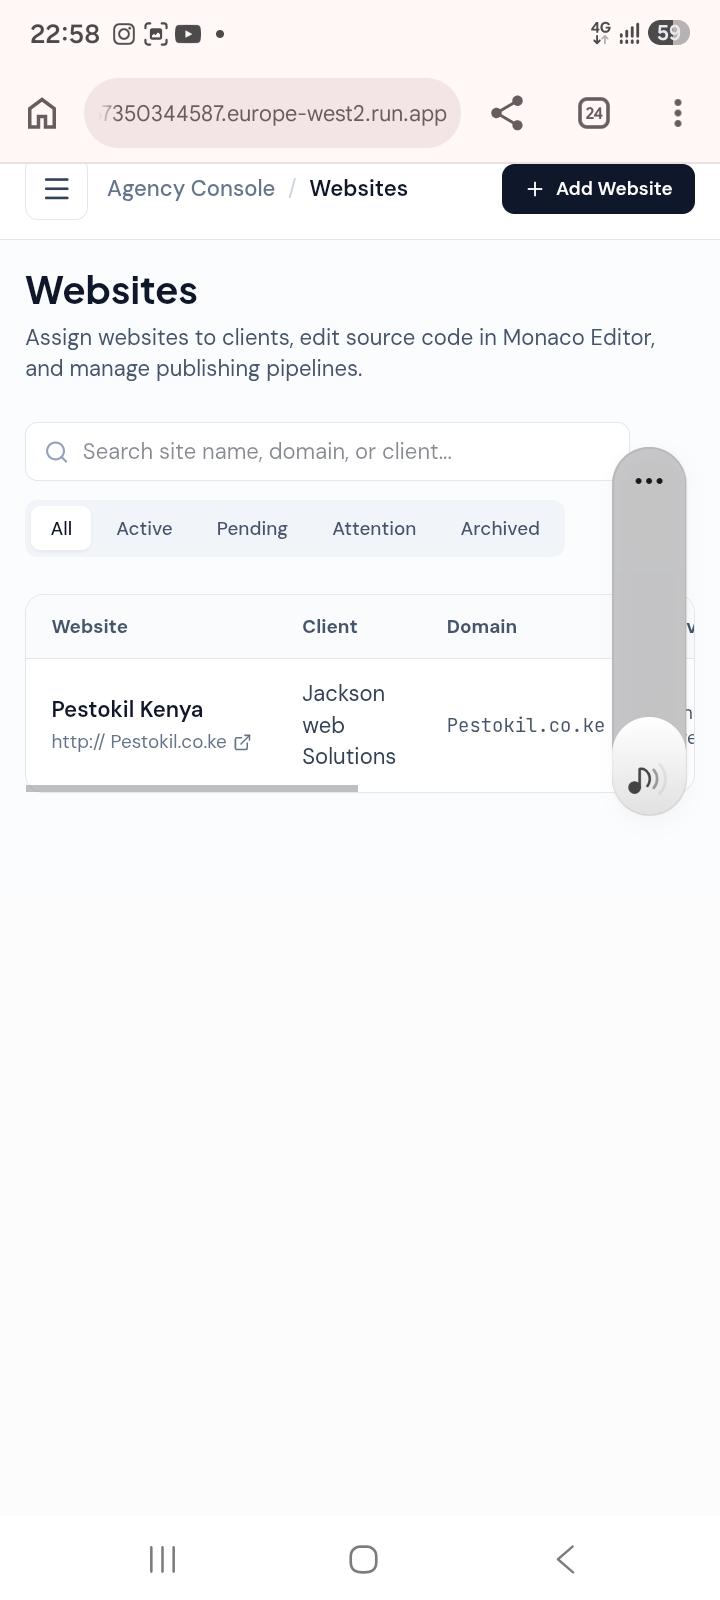 22:58
4G
59
7350344587.europe-west2.run.app
24
Agency Console / Websites
+ Add Website
Websites
Assign websites to clients, edit source code in Monaco Editor,
and manage publishing pipelines.
Search site name, domain, or client...
All Active Pending Attention Archived
Website Client Domain
Pestokil Kenya
http:// Pestokil.co.ke
Jackson
web
Solutions
Pestokil.co.ke